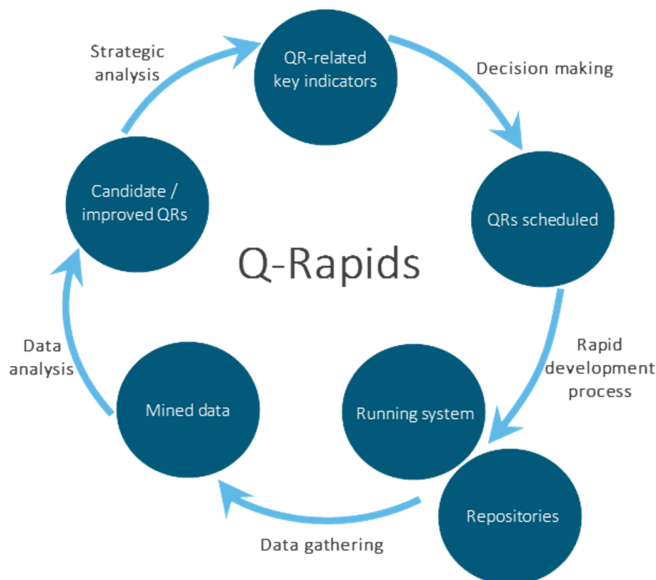 Strategic
analysis
QR-related
key indicators
Decision making
Candidate /
improved QRs
QRs scheduled
Q-Rapids
Data
analysis
Rapid
development
process
Mined data
Running system
Repositories
Data gathering